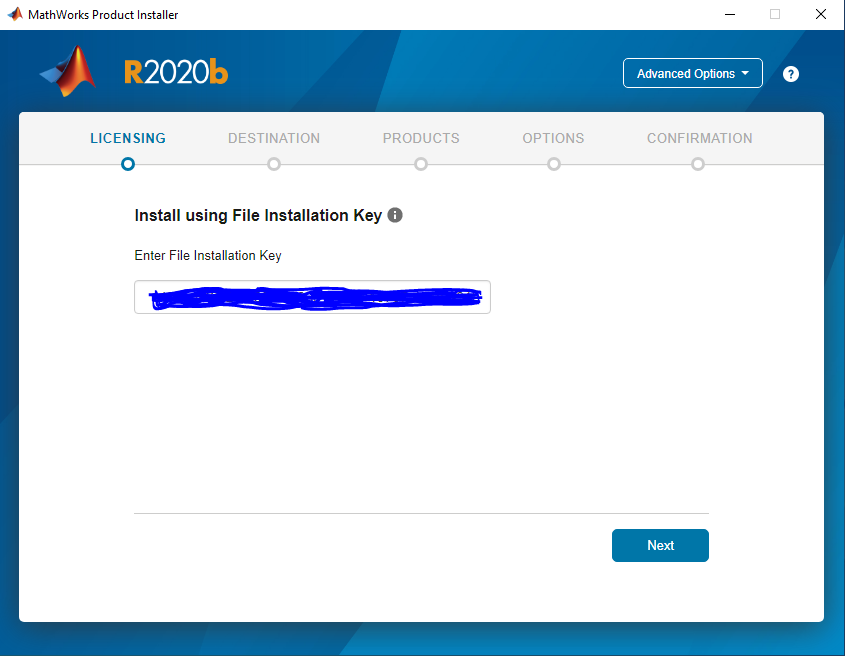 MathWorks Product Installer
R2020b
Advanced Options
?
LICENSING DESTINATION PRODUCTS OPTIONS CONFIRMATION
Install using File Installation Key
Enter File Installation Key
Next